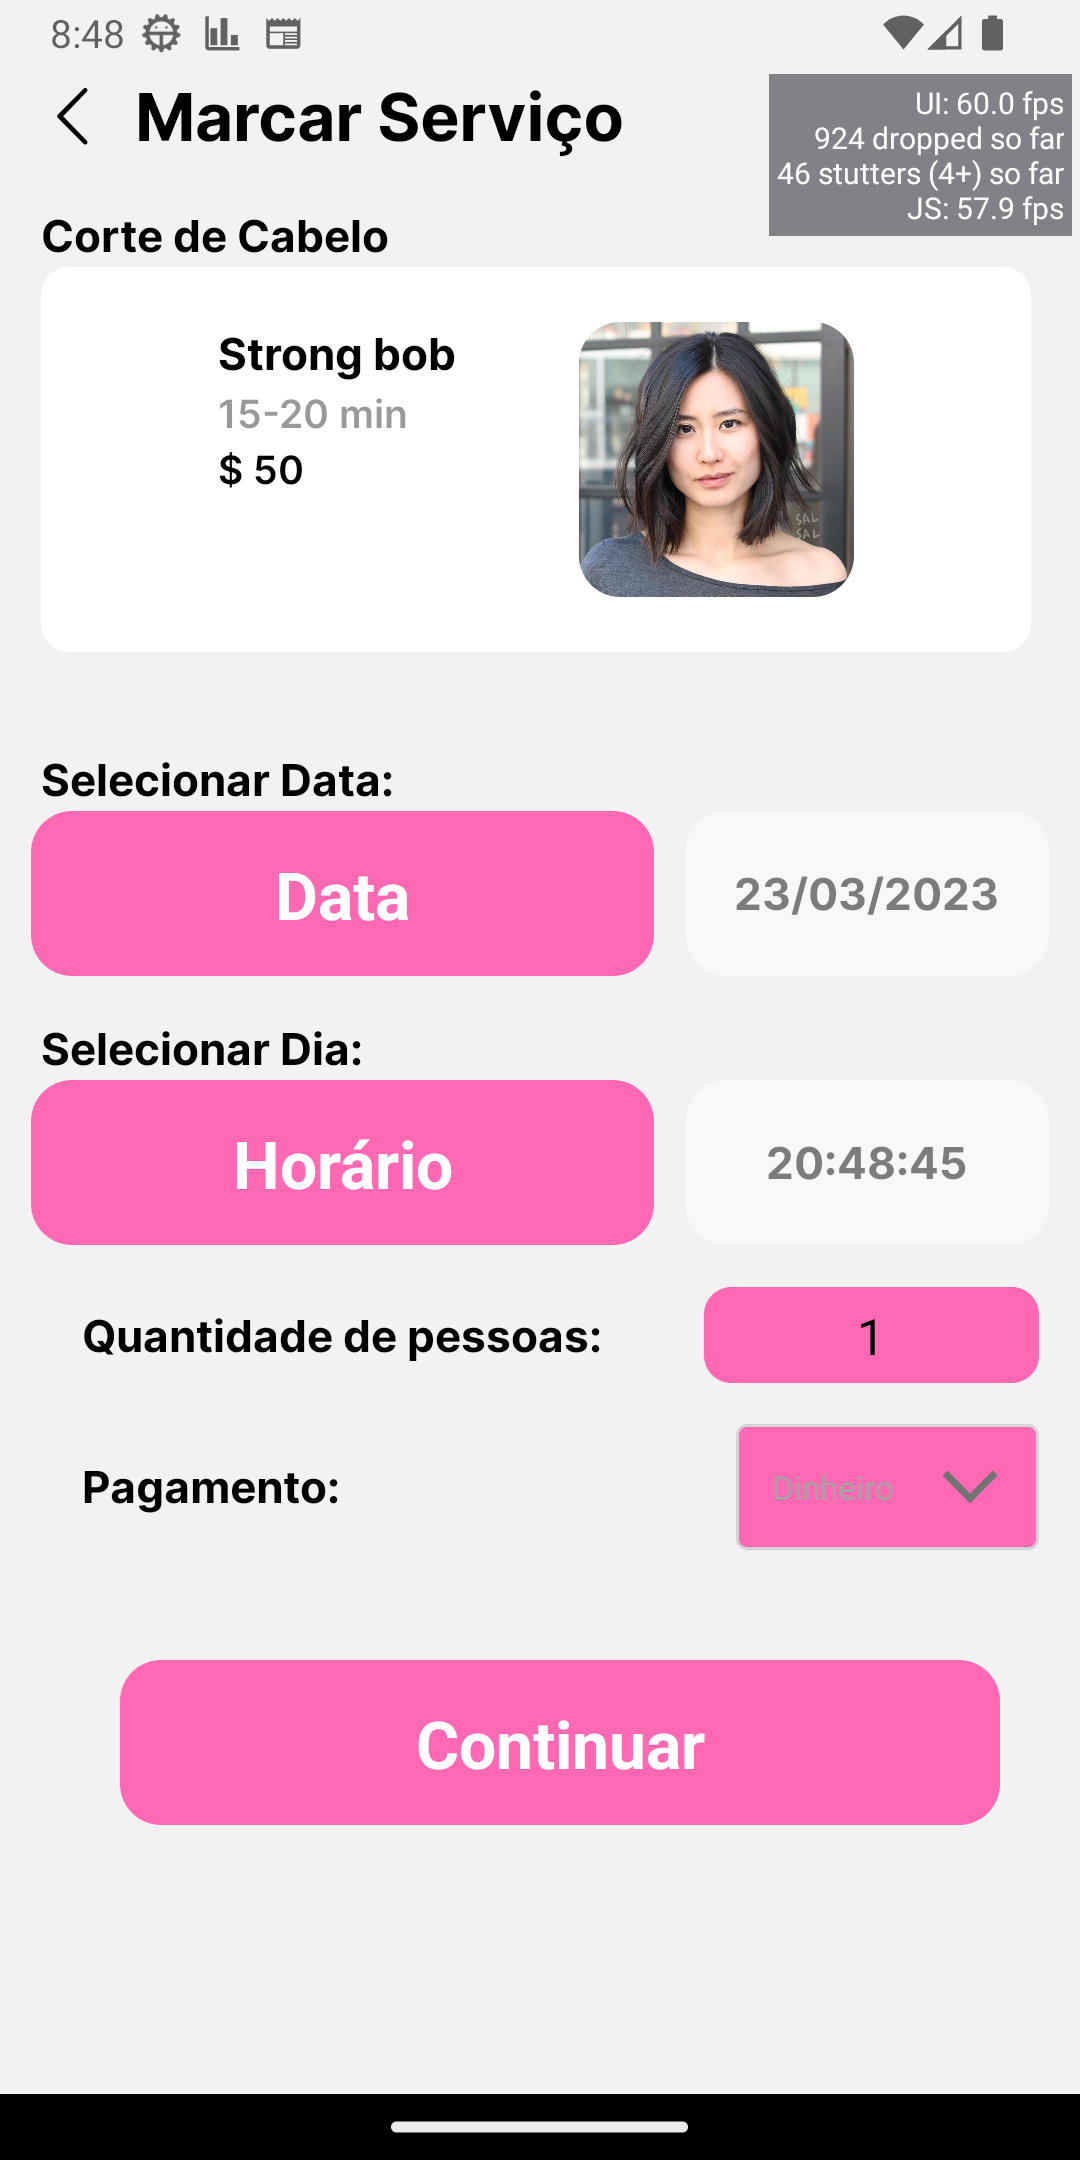 8:48
Marcar Serviço
UI: 60.0 fps
924 dropped so far
46 stutters (4+) so far
JS: 57.9 fps
Corte de Cabelo
Strong bob
15-20 min
$ 50
SAL
SAL
Selecionar Data:
Data
23/03/2023
Selecionar Dia:
Horário
20:48:45
Quantidade de pessoas:
1
Pagamento:
Dinheiro
Continuar